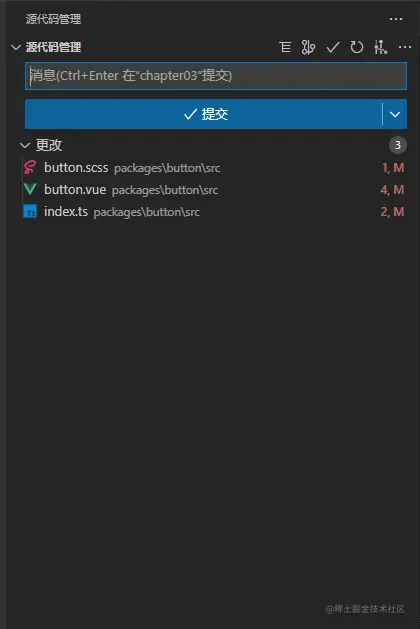 源代码管理
源代码管理
消息(Ctrl+Enter 在“chapter03”提交)
提交
更改 3
button.scss packages\button\src 1, M
button.vue packages\button\src 4, M
TS index.ts packages\button\src 2, M
@稀土掘金技术社区